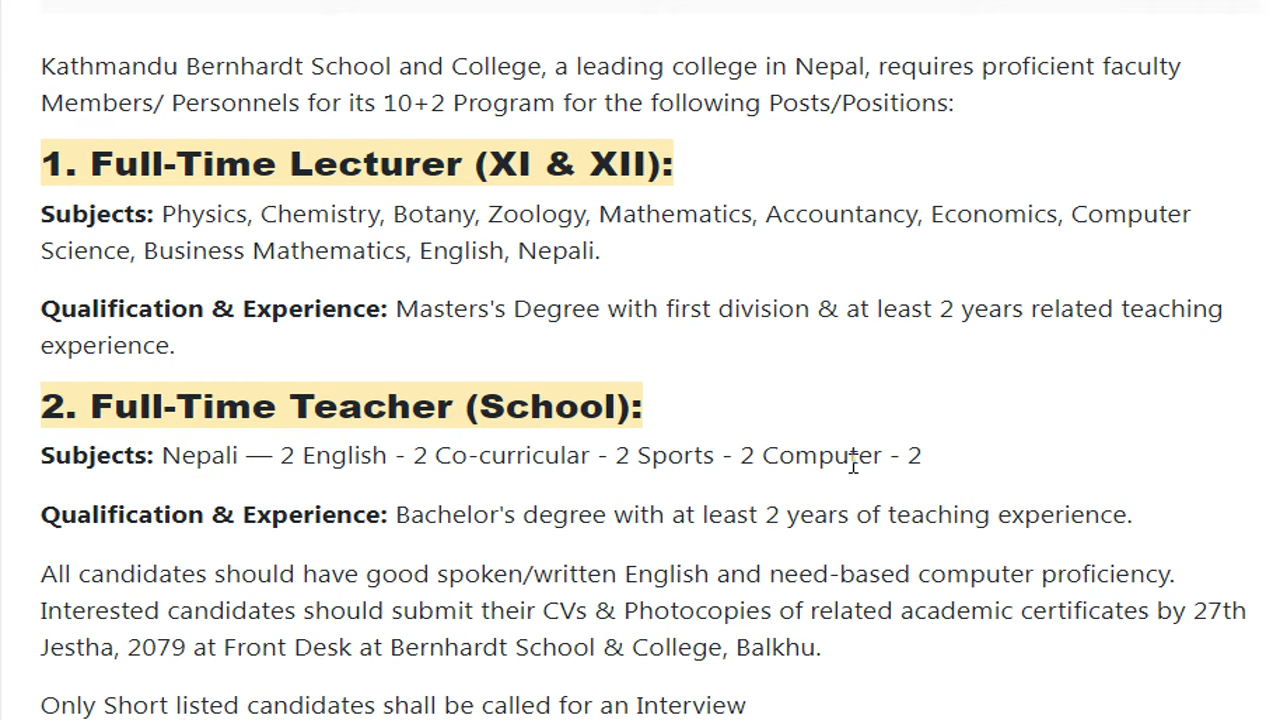 Kathmandu Bernhardt School and College, a leading college in Nepal, requires proficient faculty
Members/ Personnels for its 10+2 Program for the following Posts/Positions:
1. Full-Time Lecturer (XI & XII):
Subjects: Physics, Chemistry, Botany, Zoology, Mathematics, Accountancy, Economics, Computer
Science, Business Mathematics, English, Nepali.
Qualification & Experience: Masters's Degree with first division & at least 2 years related teaching
experience.
2. Full-Time Teacher (School):
Subjects: Nepali — 2 English - 2 Co-curricular - 2 Sports - 2 Computer - 2
Qualification & Experience: Bachelor's degree with at least 2 years of teaching experience.
All candidates should have good spoken/written English and need-based computer proficiency.
Interested candidates should submit their CVs & Photocopies of related academic certificates by 27th
Jestha, 2079 at Front Desk at Bernhardt School & College, Balkhu.
Only Short listed candidates shall be called for an Interview